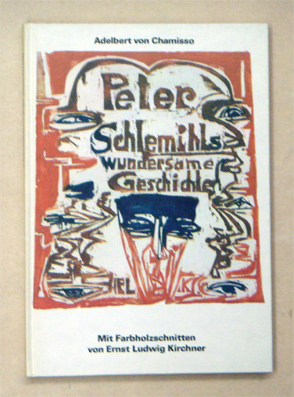 Adelbert von Chamisso
Peter
Schlemihls
wundersame
Geschichte
Mit Farbholzschnitten
von Ernst Ludwig Kirchner